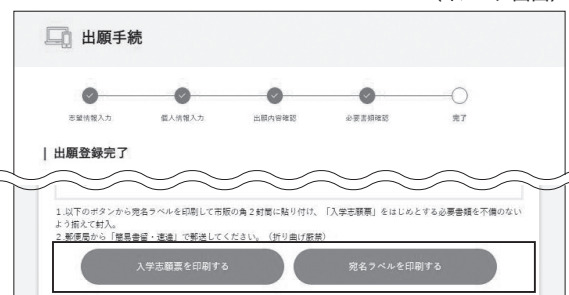 出願手続
志望情報入力 個人情報入力 出願内容確認 必要書類確認 完了
出願登録完了
1.以下のボタンから宛名ラベルを印刷して市販の角2封筒に貼り付け、「入学志願票」をはじめとする必要書類を不備のない
よう揃えて封入。
2.郵便局から「簡易書留・速達」で郵送してください。（折り曲げ厳禁）
入学志願票を印刷する 宛名ラベルを印刷する